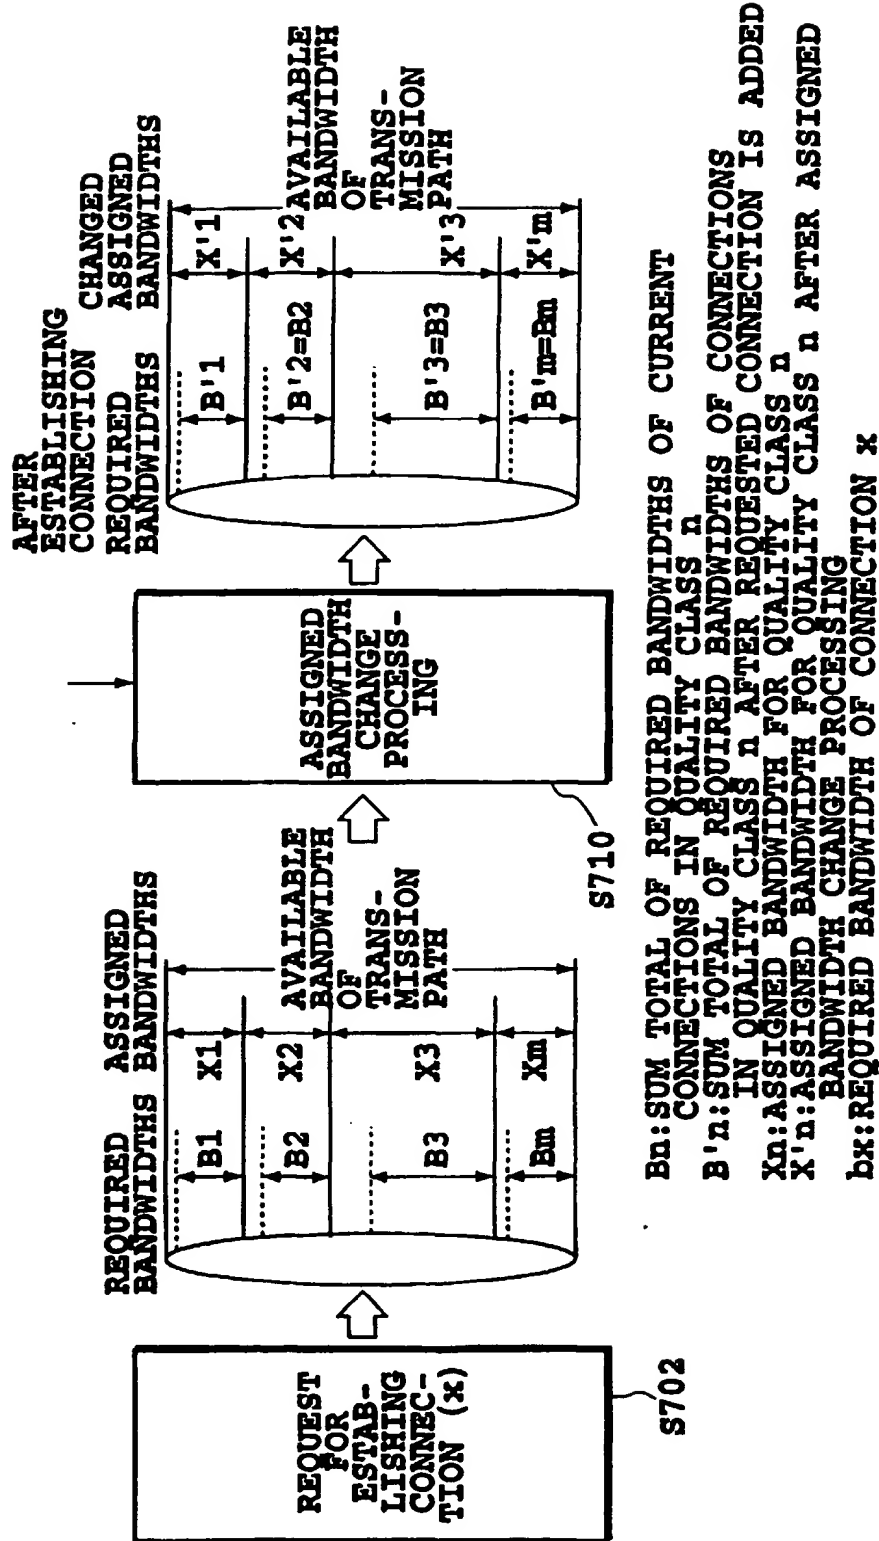 REQUEST
FOR
ESTAB-
LISHING
CONNEC-
TION (x)
S702
REQUIRED
BANDWIDTHS
ASSIGNED
BANDWIDTHS
B1
X1
B2
X2
B3
X3
Bm
Xm
AVAILABLE
BANDWIDTH
OF
TRANS-
MISSION
PATH
ASSIGNED
BANDWIDTH
CHANGE
PROCESS-
ING
S710
AFTER
ESTABLISHING
CONNECTION
REQUIRED
BANDWIDTHS
CHANGED
ASSIGNED
BANDWIDTHS
B'1
X'1
B'2=B2
X'2
B'3=B3
X'3
B'm=Bm
X'm
AVAILABLE
BANDWIDTH
OF
TRANS-
MISSION
PATH
Bn:SUM TOTAL OF REQUIRED BANDWIDTHS OF CURRENT
CONNECTIONS IN QUALITY CLASS n
B'n:SUM TOTAL OF REQUIRED BANDWIDTHS OF CONNECTIONS
IN QUALITY CLASS n AFTER REQUESTED CONNECTION IS ADDED
Xn:ASSIGNED BANDWIDTH FOR QUALITY CLASS n
X'n:ASSIGNED BANDWIDTH FOR QUALITY CLASS n AFTER ASSIGNED
BANDWIDTH CHANGE PROCESSING
bx:REQUIRED BANDWIDTH OF CONNECTION x